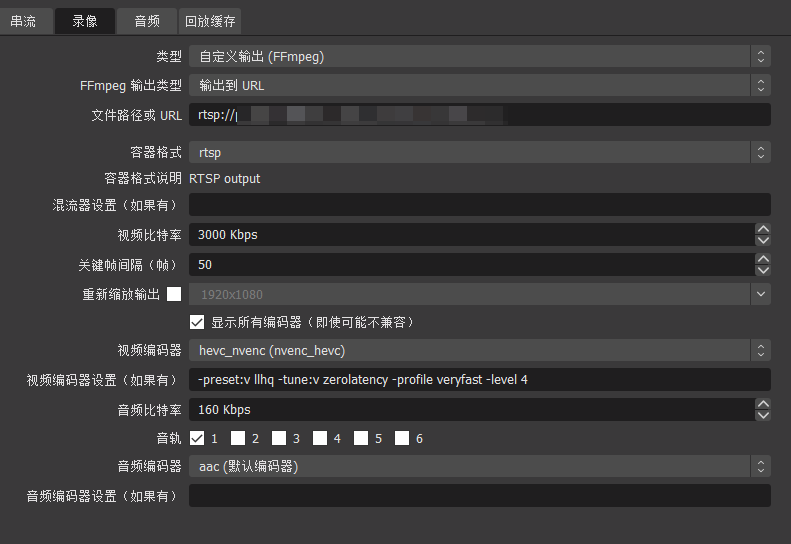 串流 录像 音频 回放缓存
类型 自定义输出 (FFmpeg)
FFmpeg 输出类型 输出到 URL
文件路径或 URL rtsp://
容器格式 rtsp
容器格式说明 RTSP output
混流器设置（如果有）
视频比特率 3000 Kbps
关键帧间隔（帧） 50
重新缩放输出 1920x1080
显示所有编码器（即使可能不兼容）
视频编码器 hevc_nvenc (nvenc_hevc)
视频编码器设置（如果有） -preset:v llhq -tune:v zerolatency -profile veryfast -level 4
音频比特率 160 Kbps
音轨 1 2 3 4 5 6
音频编码器 aac (默认编码器)
音频编码器设置（如果有）